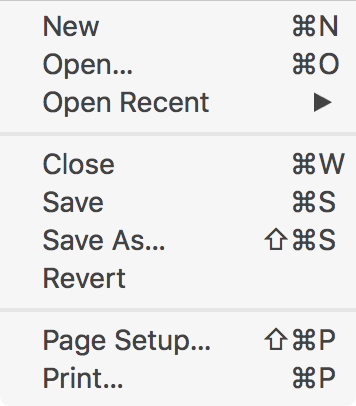 New ⌘N
Open... ⌘O
Open Recent ▶
Close ⌘W
Save ⌘S
Save As... ⇧⌘S
Revert
Page Setup... ⇧⌘P
Print... ⌘P